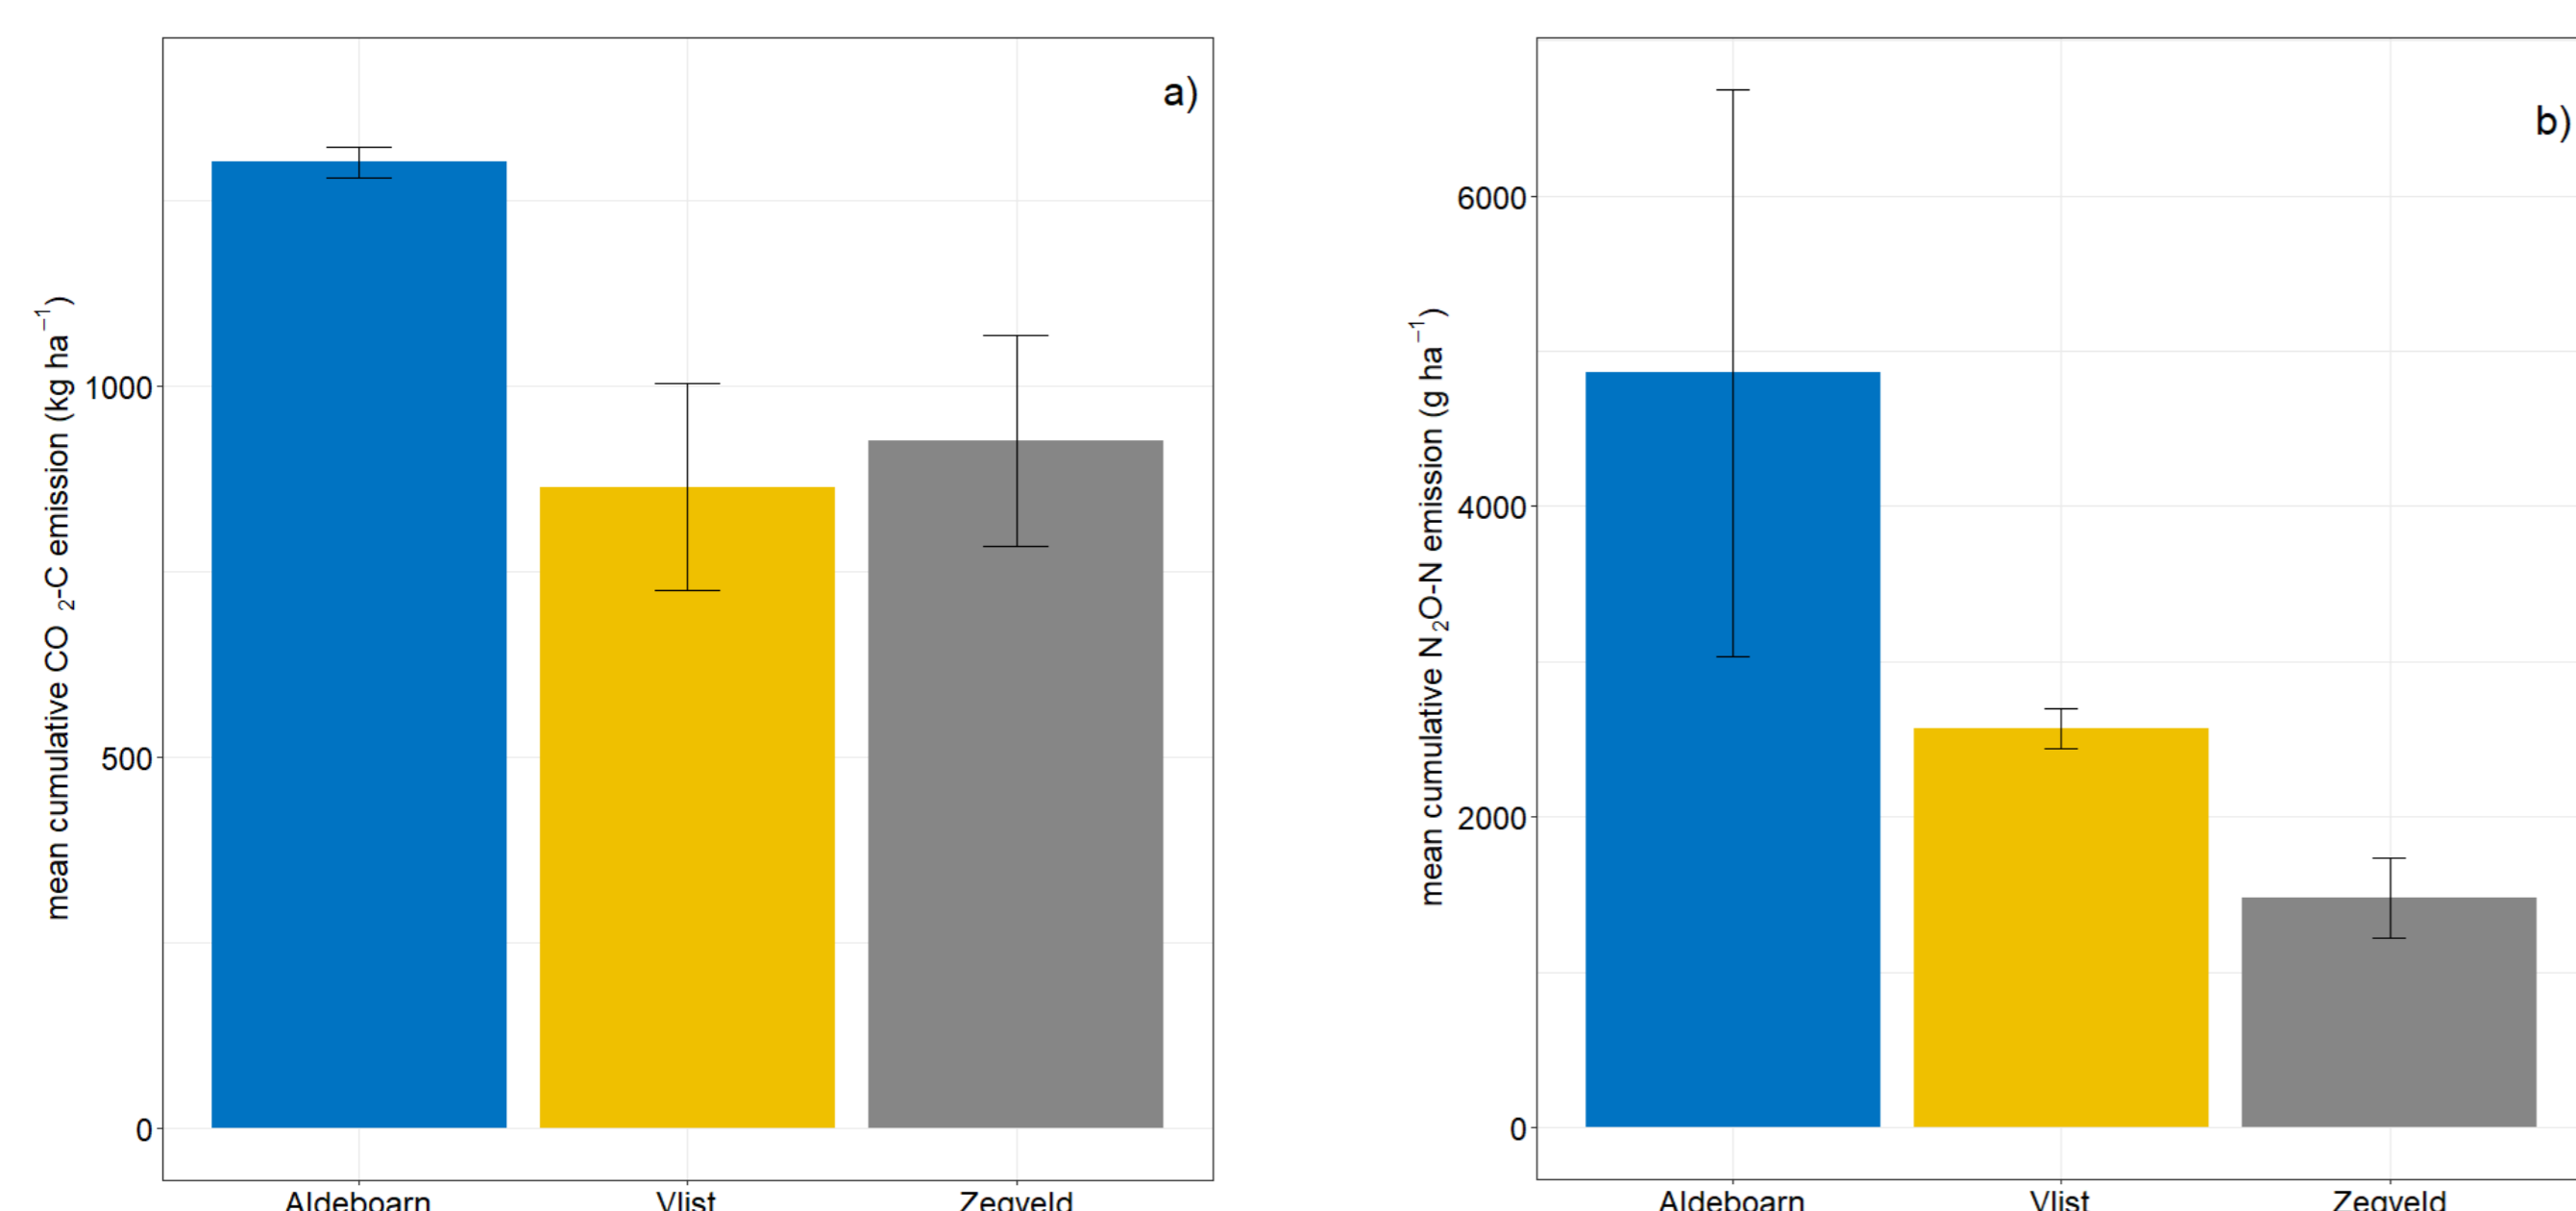 a)
mean cumulative CO 2-C emission (kg ha−1)
1000
500
0
Aldeboarn
Vlist
Zegveld
b)
mean cumulative N2O-N emission (g ha−1)
6000
4000
2000
0
Aldeboarn
Vlist
Zegveld